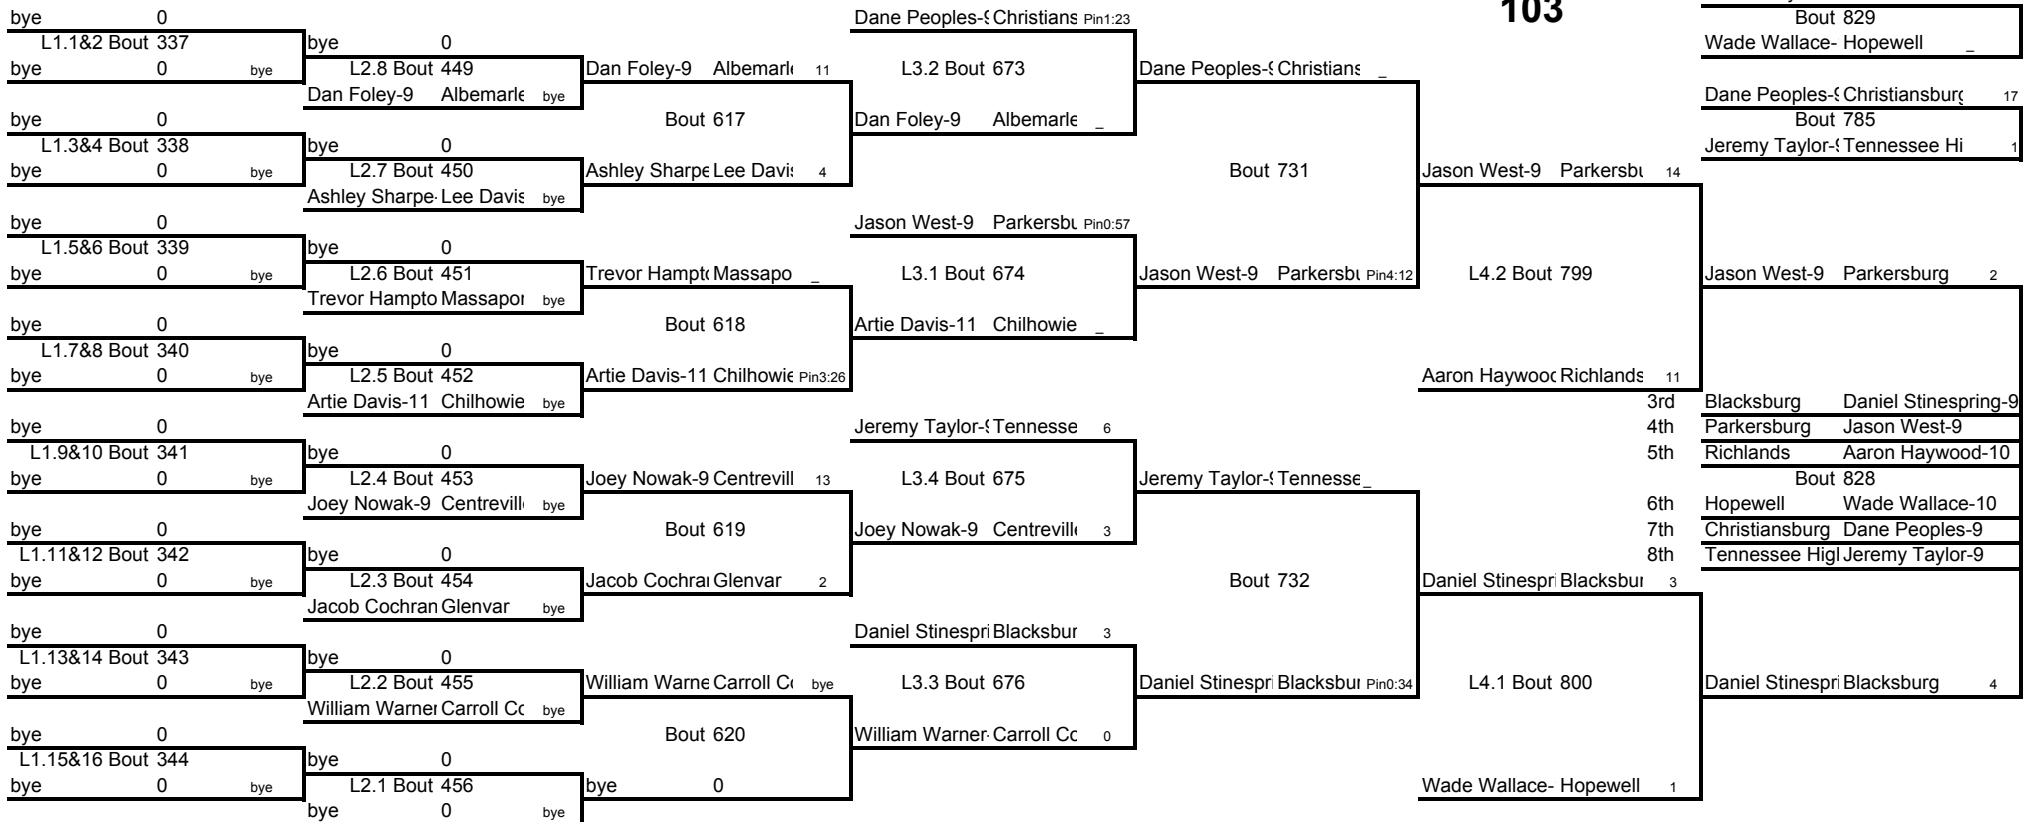 bye 0 Dane Peoples-9 Christians Pin1:23 103
Bout 829
L1.1&2 Bout 337 bye 0 Wade Wallace- Hopewell _
bye 0 bye L2.8 Bout 449 Dan Foley-9 Albemarle 11 L3.2 Bout 673 Dane Peoples-9 Christians _
Dan Foley-9 Albemarle bye Dane Peoples-9 Christiansburg 17
bye 0 Bout 617 Dan Foley-9 Albemarle _ Bout 785
L1.3&4 Bout 338 bye 0 Jeremy Taylor-9 Tennessee Hi 1
bye 0 bye L2.7 Bout 450 Ashley Sharpe Lee Davis 4 Bout 731 Jason West-9 Parkersbu 14
Ashley Sharpe- Lee Davis bye
bye 0 Jason West-9 Parkersbu Pin0:57
L1.5&6 Bout 339 bye 0
bye 0 bye L2.6 Bout 451 Trevor Hampto Massapo _ L3.1 Bout 674 Jason West-9 Parkersbu Pin4:12 L4.2 Bout 799 Jason West-9 Parkersburg 2
Trevor Hampto Massapon bye
bye 0 Bout 618 Artie Davis-11 Chilhowie _
L1.7&8 Bout 340 bye 0
bye 0 bye L2.5 Bout 452 Artie Davis-11 Chilhowie Pin3:26 Aaron Haywood Richlands 11
Artie Davis-11 Chilhowie bye 3rd Blacksburg Daniel Stinespring-9
bye 0 Jeremy Taylor-9 Tennesse 6 4th Parkersburg Jason West-9
L1.9&10 Bout 341 bye 0 5th Richlands Aaron Haywood-10
bye 0 bye L2.4 Bout 453 Joey Nowak-9 Centrevill 13 L3.4 Bout 675 Jeremy Taylor-9 Tennesse _ Bout 828
Joey Nowak-9 Centreville bye 6th Hopewell Wade Wallace-10
bye 0 Bout 619 Joey Nowak-9 Centreville 3 7th Christiansburg Dane Peoples-9
L1.11&12 Bout 342 bye 0 8th Tennessee High Jeremy Taylor-9
bye 0 bye L2.3 Bout 454 Jacob Cochran Glenvar 2 Bout 732 Daniel Stinespri Blacksbur 3
Jacob Cochran Glenvar bye
bye 0 Daniel Stinespri Blacksbur 3
L1.13&14 Bout 343 bye 0
bye 0 bye L2.2 Bout 455 William Warne Carroll Co bye L3.3 Bout 676 Daniel Stinespri Blacksbur Pin0:34 L4.1 Bout 800 Daniel Stinespri Blacksburg 4
William Warner Carroll Co bye
bye 0 Bout 620 William Warner- Carroll Co 0
L1.15&16 Bout 344 bye 0
bye 0 bye L2.1 Bout 456 bye 0 Wade Wallace- Hopewell 1
bye 0 bye